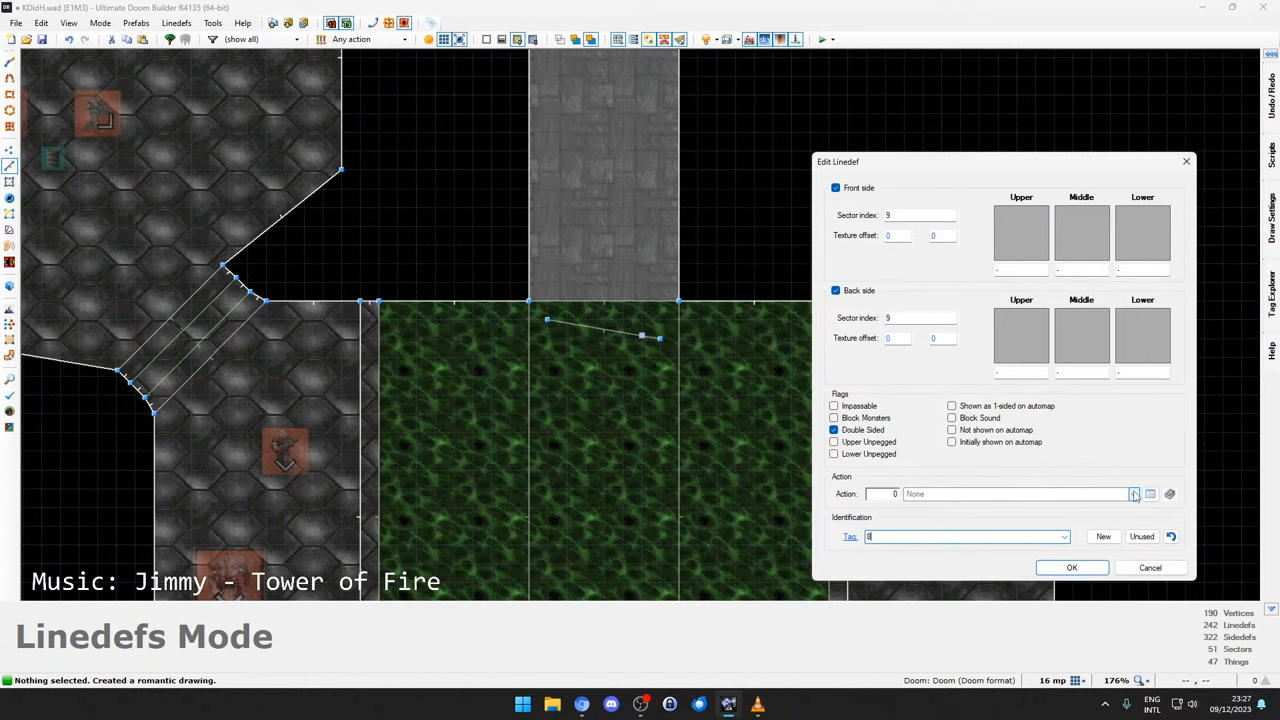 KDidH.wad (E1M3) - Ultimate Doom Builder R4135 (64-bit)
File Edit View Mode Prefabs Linedefs Tools Help
(show all) Any action
Undo / Redo
Scripts
Draw Settings
Tag Explorer
Help
Edit Linedef
Front side
Upper Middle Lower
Sector index: 9
Texture offset: 0 0
- - -
Back side
Upper Middle Lower
Sector index: 9
Texture offset: 0 0
- - -
Flags
Impassable Shown as 1-sided on automap
Block Monsters Block Sound
Double Sided Not shown on automap
Upper Unpegged Initially shown on automap
Lower Unpegged
Action
Action: 0 None
Identification
Tag: 8 New Unused
OK Cancel
Music: Jimmy - Tower of Fire
Linedefs Mode
190 Vertices
242 Linedefs
322 Sidedefs
51 Sectors
47 Things
Nothing selected. Created a romantic drawing. Doom: Doom (Doom format) 16 mp 176% --, -- 0
ENG
INTL
23:27
09/12/2023